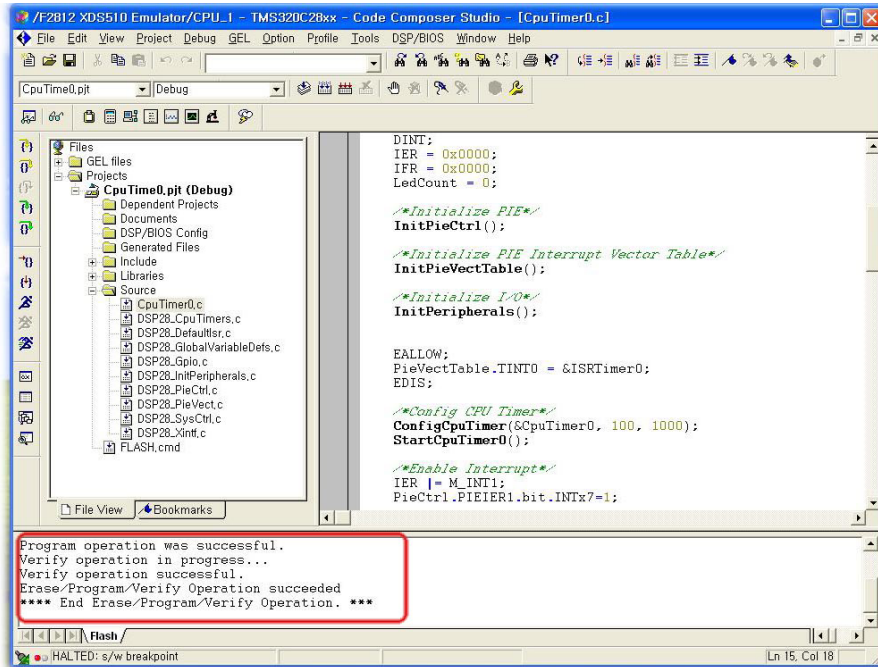 /F2812 XDS510 Emulator/CPU_1 - TMS320C28xx - Code Composer Studio - [CpuTimer0.c]
File Edit View Project Debug GEL Option Profile Tools DSP/BIOS Window Help
CpuTime0.pjt Debug
Files
GEL files
Projects
CpuTime0.pjt (Debug)
Dependent Projects
Documents
DSP/BIOS Config
Generated Files
Include
Libraries
Source
CpuTimer0.c
DSP28_CpuTimers.c
DSP28_DefaultIsr.c
DSP28_GlobalVariableDefs.c
DSP28_Gpio.c
DSP28_InitPeripherals.c
DSP28_PieCtrl.c
DSP28_PieVect.c
DSP28_SysCtrl.c
DSP28_Xintf.c
FLASH.cmd
File View Bookmarks
DINT;
IER = 0x0000;
IFR = 0x0000;
LedCount = 0;
/*Initialize PIE*/
InitPieCtrl();
/*Initialize PIE Interrupt Vector Table*/
InitPieVectTable();
/*Initialize I/O*/
InitPeripherals();
EALLOW;
PieVectTable.TINT0 = &ISRTimer0;
EDIS;
/*Config CPU Timer*/
ConfigCpuTimer(&CpuTimer0, 100, 1000);
StartCpuTimer0();
/*Enable Interrupt*/
IER |= M_INT1;
PieCtrl.PIEIER1.bit.INTx7=1;
Program operation was successful.
Verify operation in progress...
Verify operation successful.
Erase/Program/Verify Operation succeeded
**** End Erase/Program/Verify Operation. ***
Flash
HALTED: s/w breakpoint Ln 15, Col 18